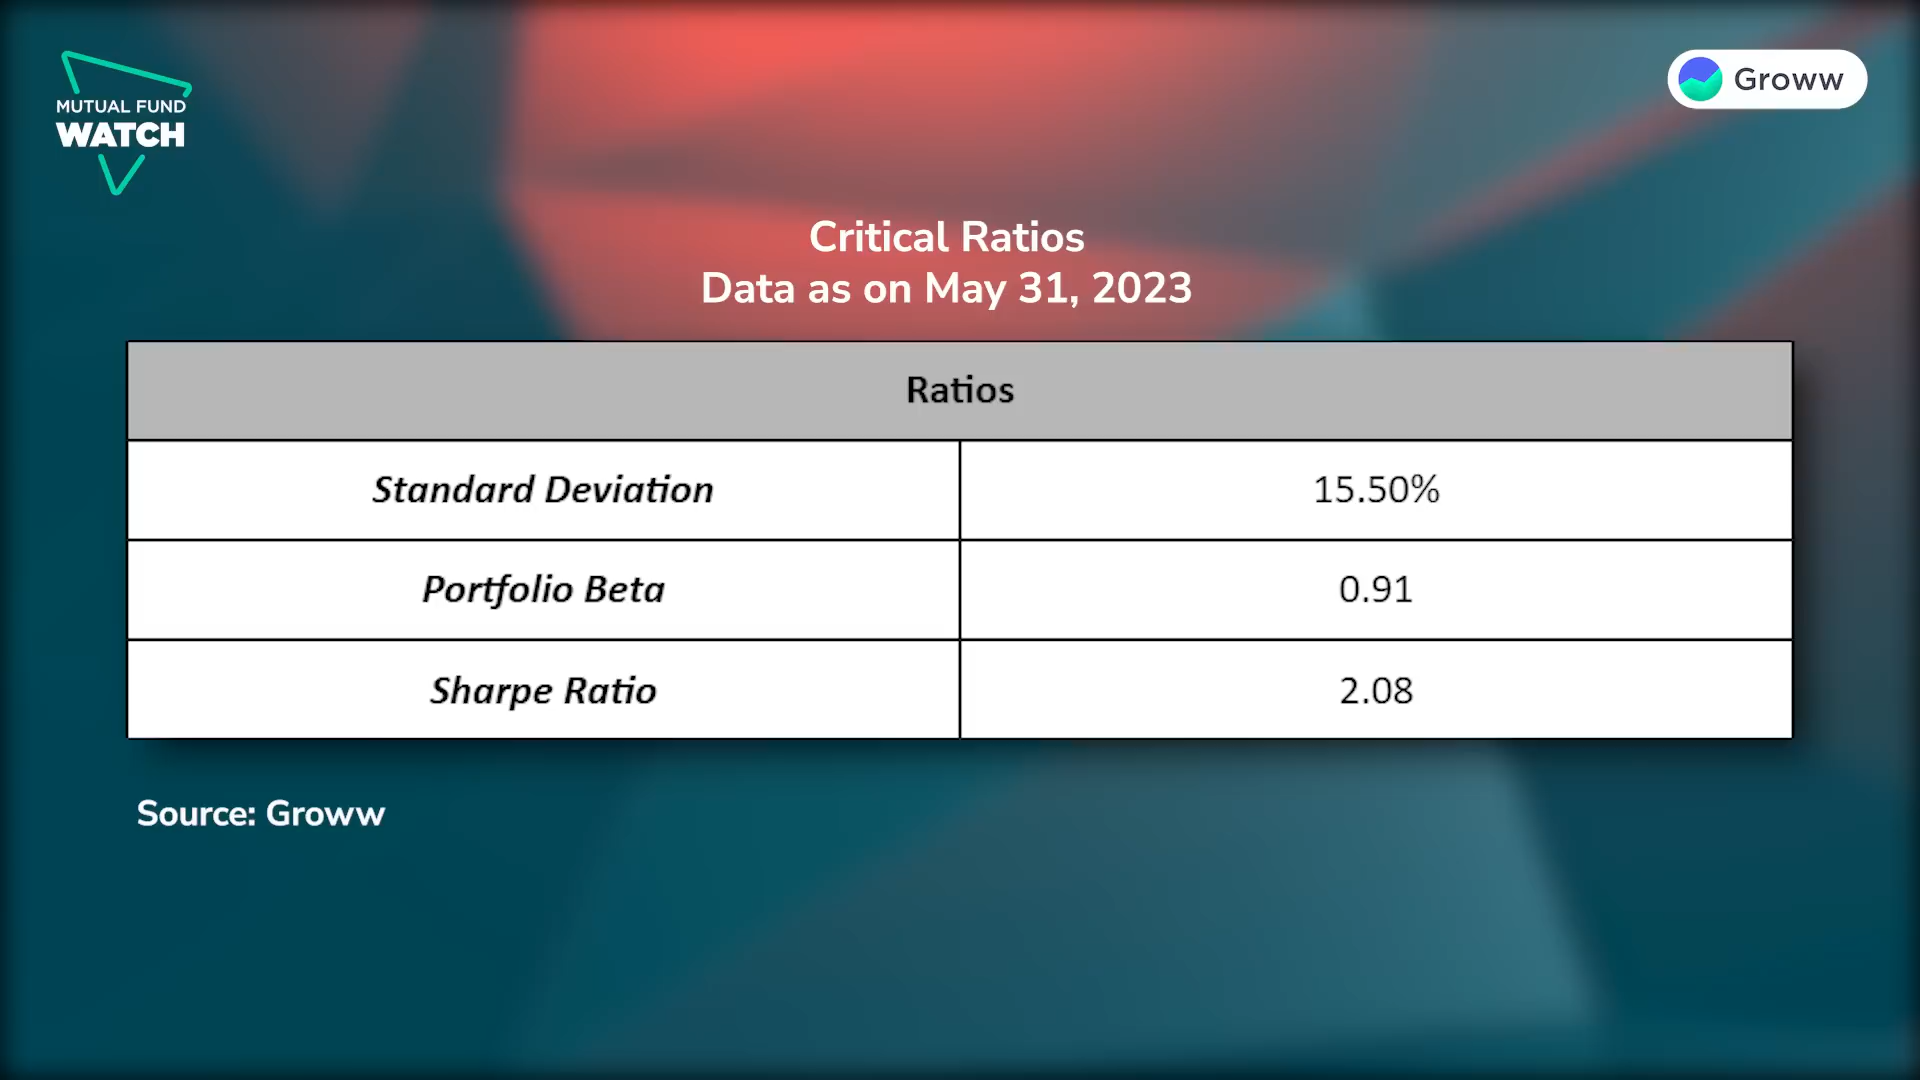 MUTUAL FUND
WATCH
Groww
Critical Ratios
Data as on May 31, 2023
Ratios
Standard Deviation 15.50%
Portfolio Beta 0.91
Sharpe Ratio 2.08
Source: Groww